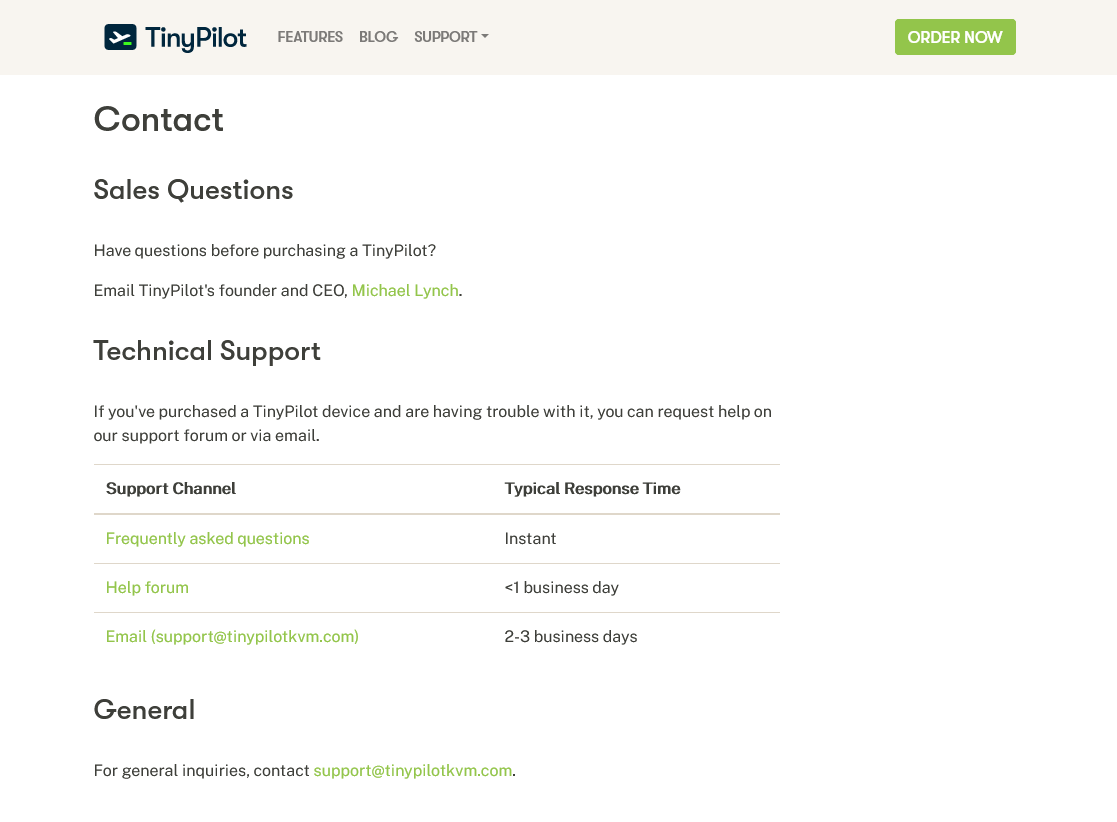 TinyPilot FEATURES BLOG SUPPORT ORDER NOW
Contact
Sales Questions
Have questions before purchasing a TinyPilot?
Email TinyPilot's founder and CEO, Michael Lynch.
Technical Support
If you've purchased a TinyPilot device and are having trouble with it, you can request help on
our support forum or via email.
Support Channel Typical Response Time
Frequently asked questions Instant
Help forum <1 business day
Email (support@tinypilotkvm.com) 2-3 business days
General
For general inquiries, contact support@tinypilotkvm.com.